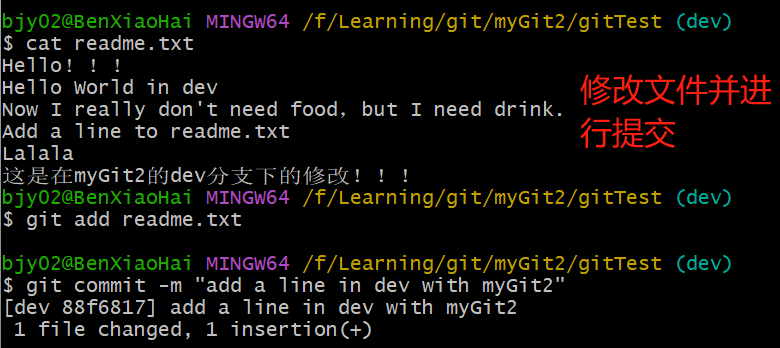 bjy02@BenXiaoHai MINGW64 /f/Learning/git/myGit2/gitTest (dev)
$ cat readme.txt
Hello！！！
Hello World in dev
Now I really don't need food，but I need drink.
Add a line to readme.txt
Lalala
这是在myGit2的dev分支下的修改！！！
修改文件并进
行提交
bjy02@BenXiaoHai MINGW64 /f/Learning/git/myGit2/gitTest (dev)
$ git add readme.txt
bjy02@BenXiaoHai MINGW64 /f/Learning/git/myGit2/gitTest (dev)
$ git commit -m "add a line in dev with myGit2"
[dev 88f6817] add a line in dev with myGit2
1 file changed, 1 insertion(+)